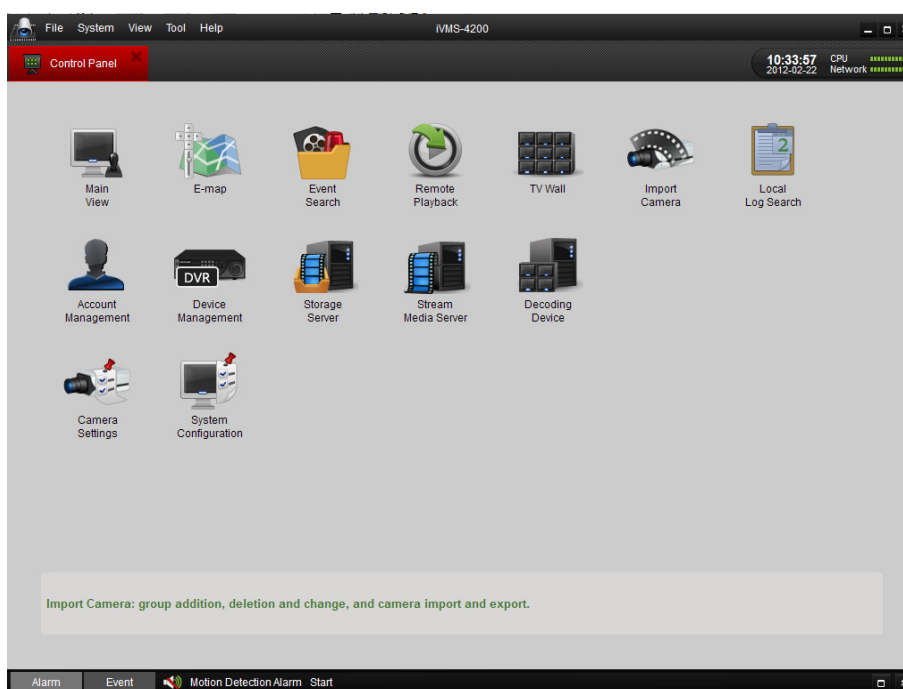 File System View Tool Help iVMS-4200
Control Panel 10:33:57 CPU
2012-02-22 Network
2
Main View
E-map
Event Search
Remote Playback
TV Wall
Import Camera
Local Log Search
DVR
Account Management
Device Management
Storage Server
Stream Media Server
Decoding Device
Camera Settings
System Configuration
Import Camera: group addition, deletion and change, and camera import and export.
Alarm Event Motion Detection Alarm Start